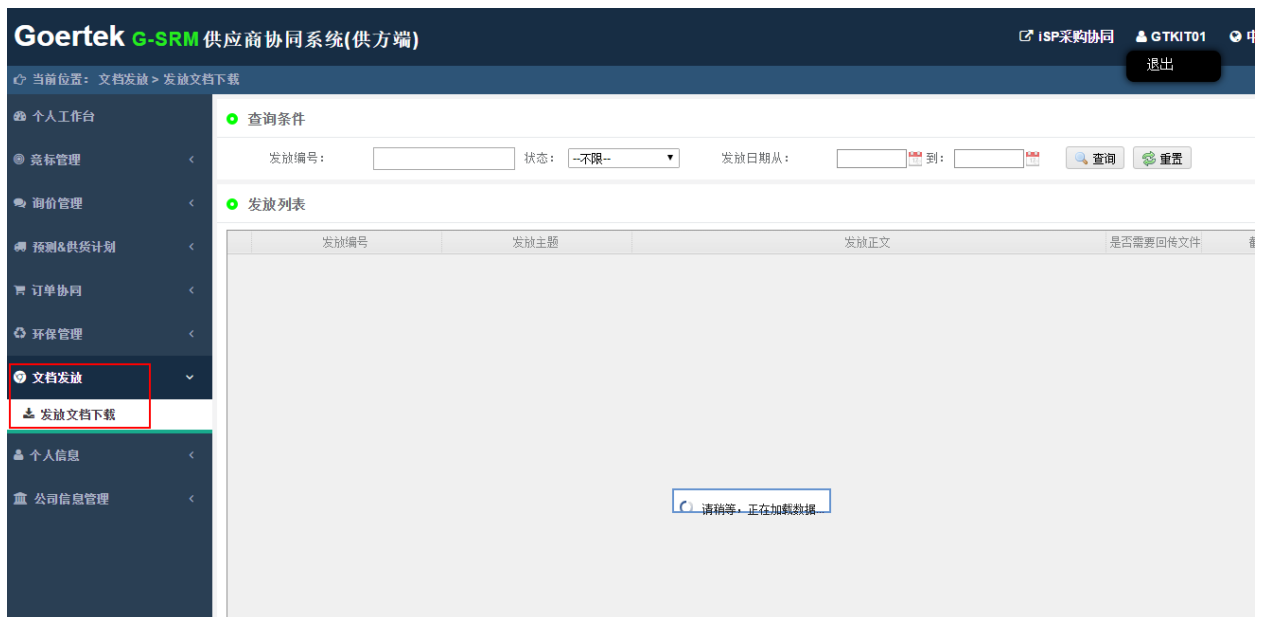 Goertek G-SRM 供应商协同系统(供方端)
iSP采购协同 GTKIT01
退出
当前位置: 文档发放 > 发放文档下载
个人工作台
竞标管理
询价管理
预测&供货计划
订单协同
环保管理
文档发放
发放文档下载
个人信息
公司信息管理
查询条件
发放编号: 状态: --不限-- 发放日期从: 到: 查询 重置
发放列表
发放编号 发放主题 发放正文 是否需要回传文件
请稍等,正在加载数据...